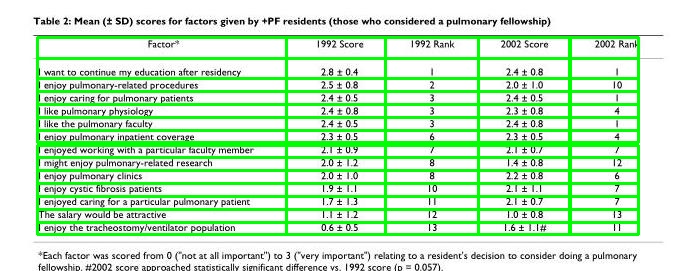 Table 2: Mean (± SD) scores for factors given by +PF residents (those who considered a pulmonary fellowship)
Factor* 1992 Score 1992 Rank 2002 Score 2002 Rank
I want to continue my education after residency 2.8 ± 0.4 1 2.4 ± 0.8 1
I enjoy pulmonary-related procedures 2.5 ± 0.8 2 2.0 ± 1.0 10
I enjoy caring for pulmonary patients 2.4 ± 0.5 3 2.4 ± 0.5 1
I like pulmonary physiology 2.4 ± 0.8 3 2.3 ± 0.8 4
I like the pulmonary faculty 2.4 ± 0.5 3 2.4 ± 0.8 1
I enjoy pulmonary inpatient coverage 2.3 ± 0.5 6 2.3 ± 0.5 4
I enjoyed working with a particular faculty member 2.1 ± 0.9 7 2.1 ± 0.7 7
I might enjoy pulmonary-related research 2.0 ± 1.2 8 1.4 ± 0.8 12
I enjoy pulmonary clinics 2.0 ± 1.0 8 2.2 ± 0.8 6
I enjoy cystic fibrosis patients 1.9 ± 1.1 10 2.1 ± 1.1 7
I enjoyed caring for a particular pulmonary patient 1.7 ± 1.3 11 2.1 ± 0.7 7
The salary would be attractive 1.1 ± 1.2 12 1.0 ± 0.8 13
I enjoy the tracheostomy/ventilator population 0.6 ± 0.5 13 1.6 ± 1.1# 11
*Each factor was scored from 0 ("not at all important") to 3 ("very important") relating to a resident's decision to consider doing a pulmonary
fellowship. #2002 score approached statistically significant difference vs. 1992 score (p = 0.057).